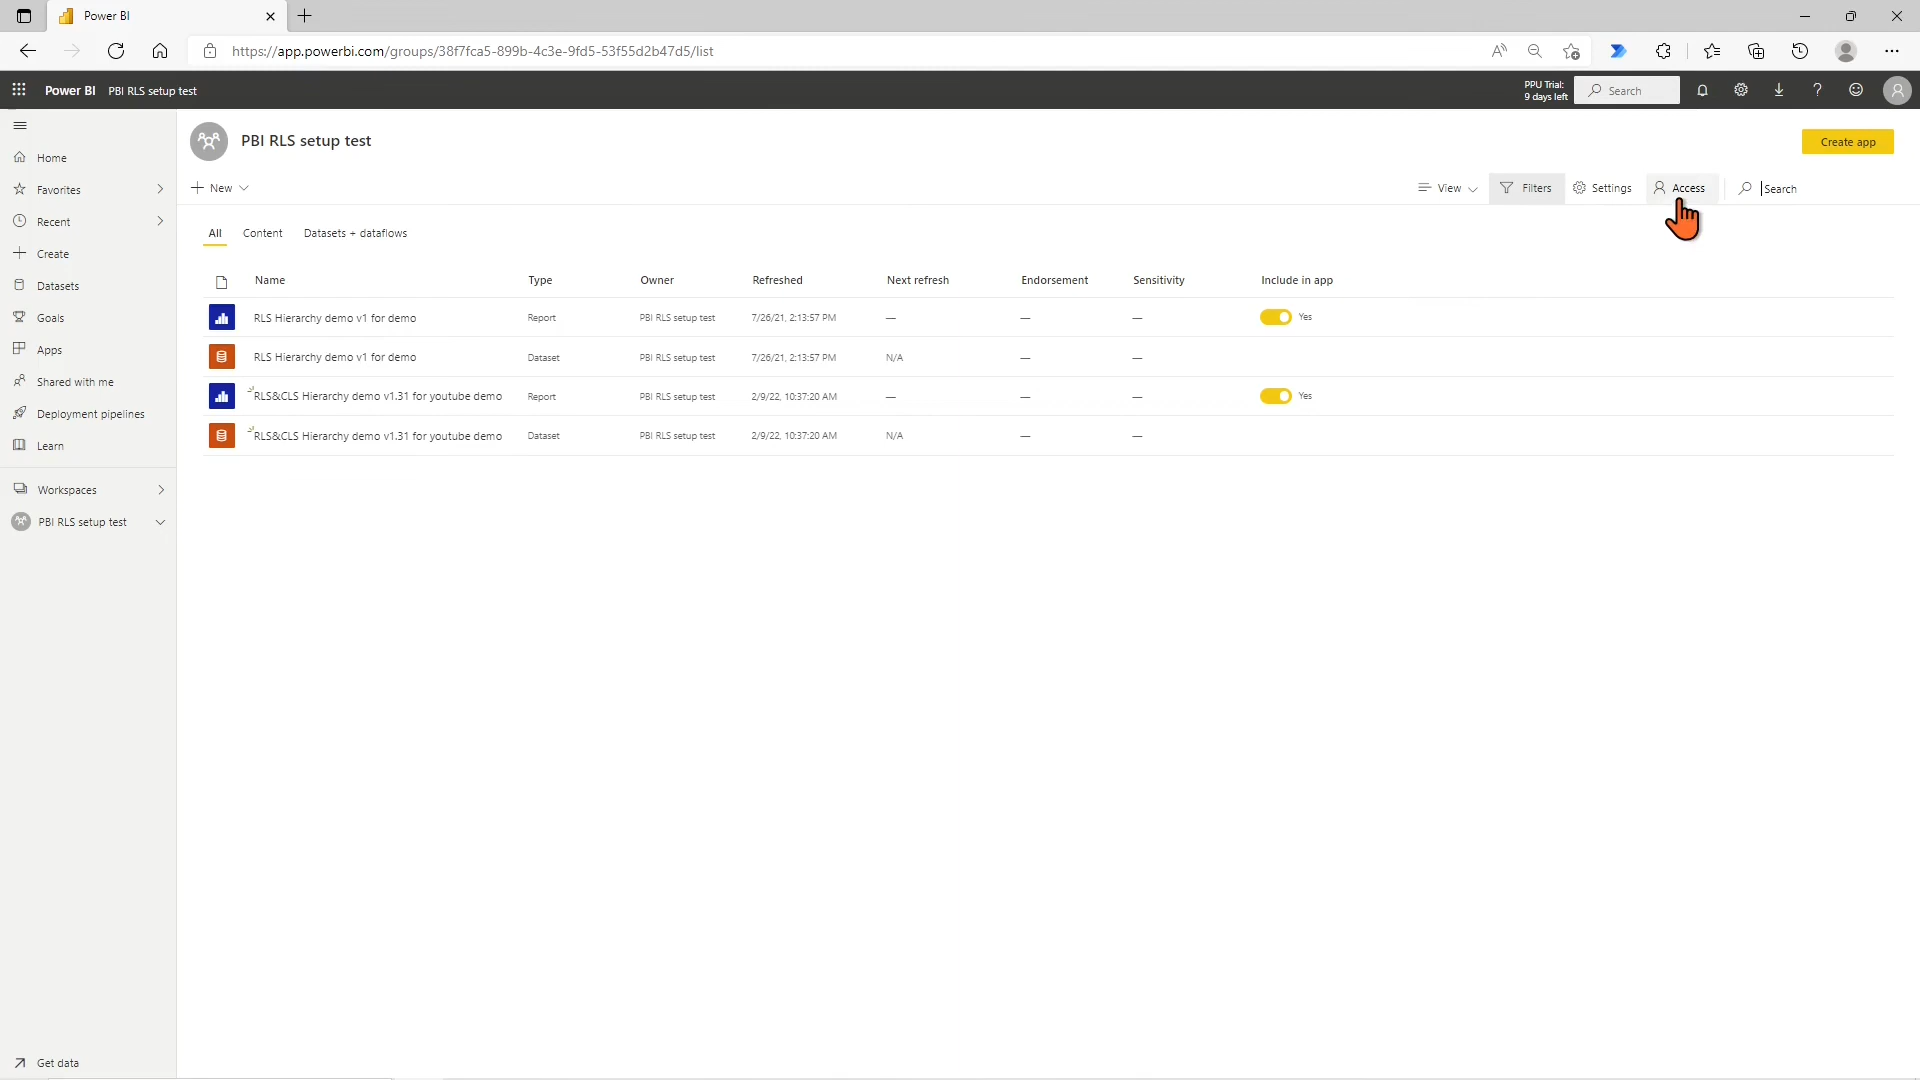 Power BI
https://app.powerbi.com/groups/38f7fca5-899b-4c3e-9fd5-53f55d2b47d5/list
Power BI PBI RLS setup test
PPU Trial:
9 days left
Search
PBI RLS setup test
Create app
New
View
Filters
Settings
Access
Search
Home
Favorites
Recent
Create
Datasets
Goals
Apps
Shared with me
Deployment pipelines
Learn
Workspaces
PBI RLS setup test
Get data
All Content Datasets + dataflows
Name Type Owner Refreshed Next refresh Endorsement Sensitivity Include in app
RLS Hierarchy demo v1 for demo Report PBI RLS setup test 7/26/21, 2:13:57 PM — — — Yes
RLS Hierarchy demo v1 for demo Dataset PBI RLS setup test 7/26/21, 2:13:57 PM N/A — —
RLS&CLS Hierarchy demo v1.31 for youtube demo Report PBI RLS setup test 2/9/22, 10:37:20 AM — — — Yes
RLS&CLS Hierarchy demo v1.31 for youtube demo Dataset PBI RLS setup test 2/9/22, 10:37:20 AM N/A — —